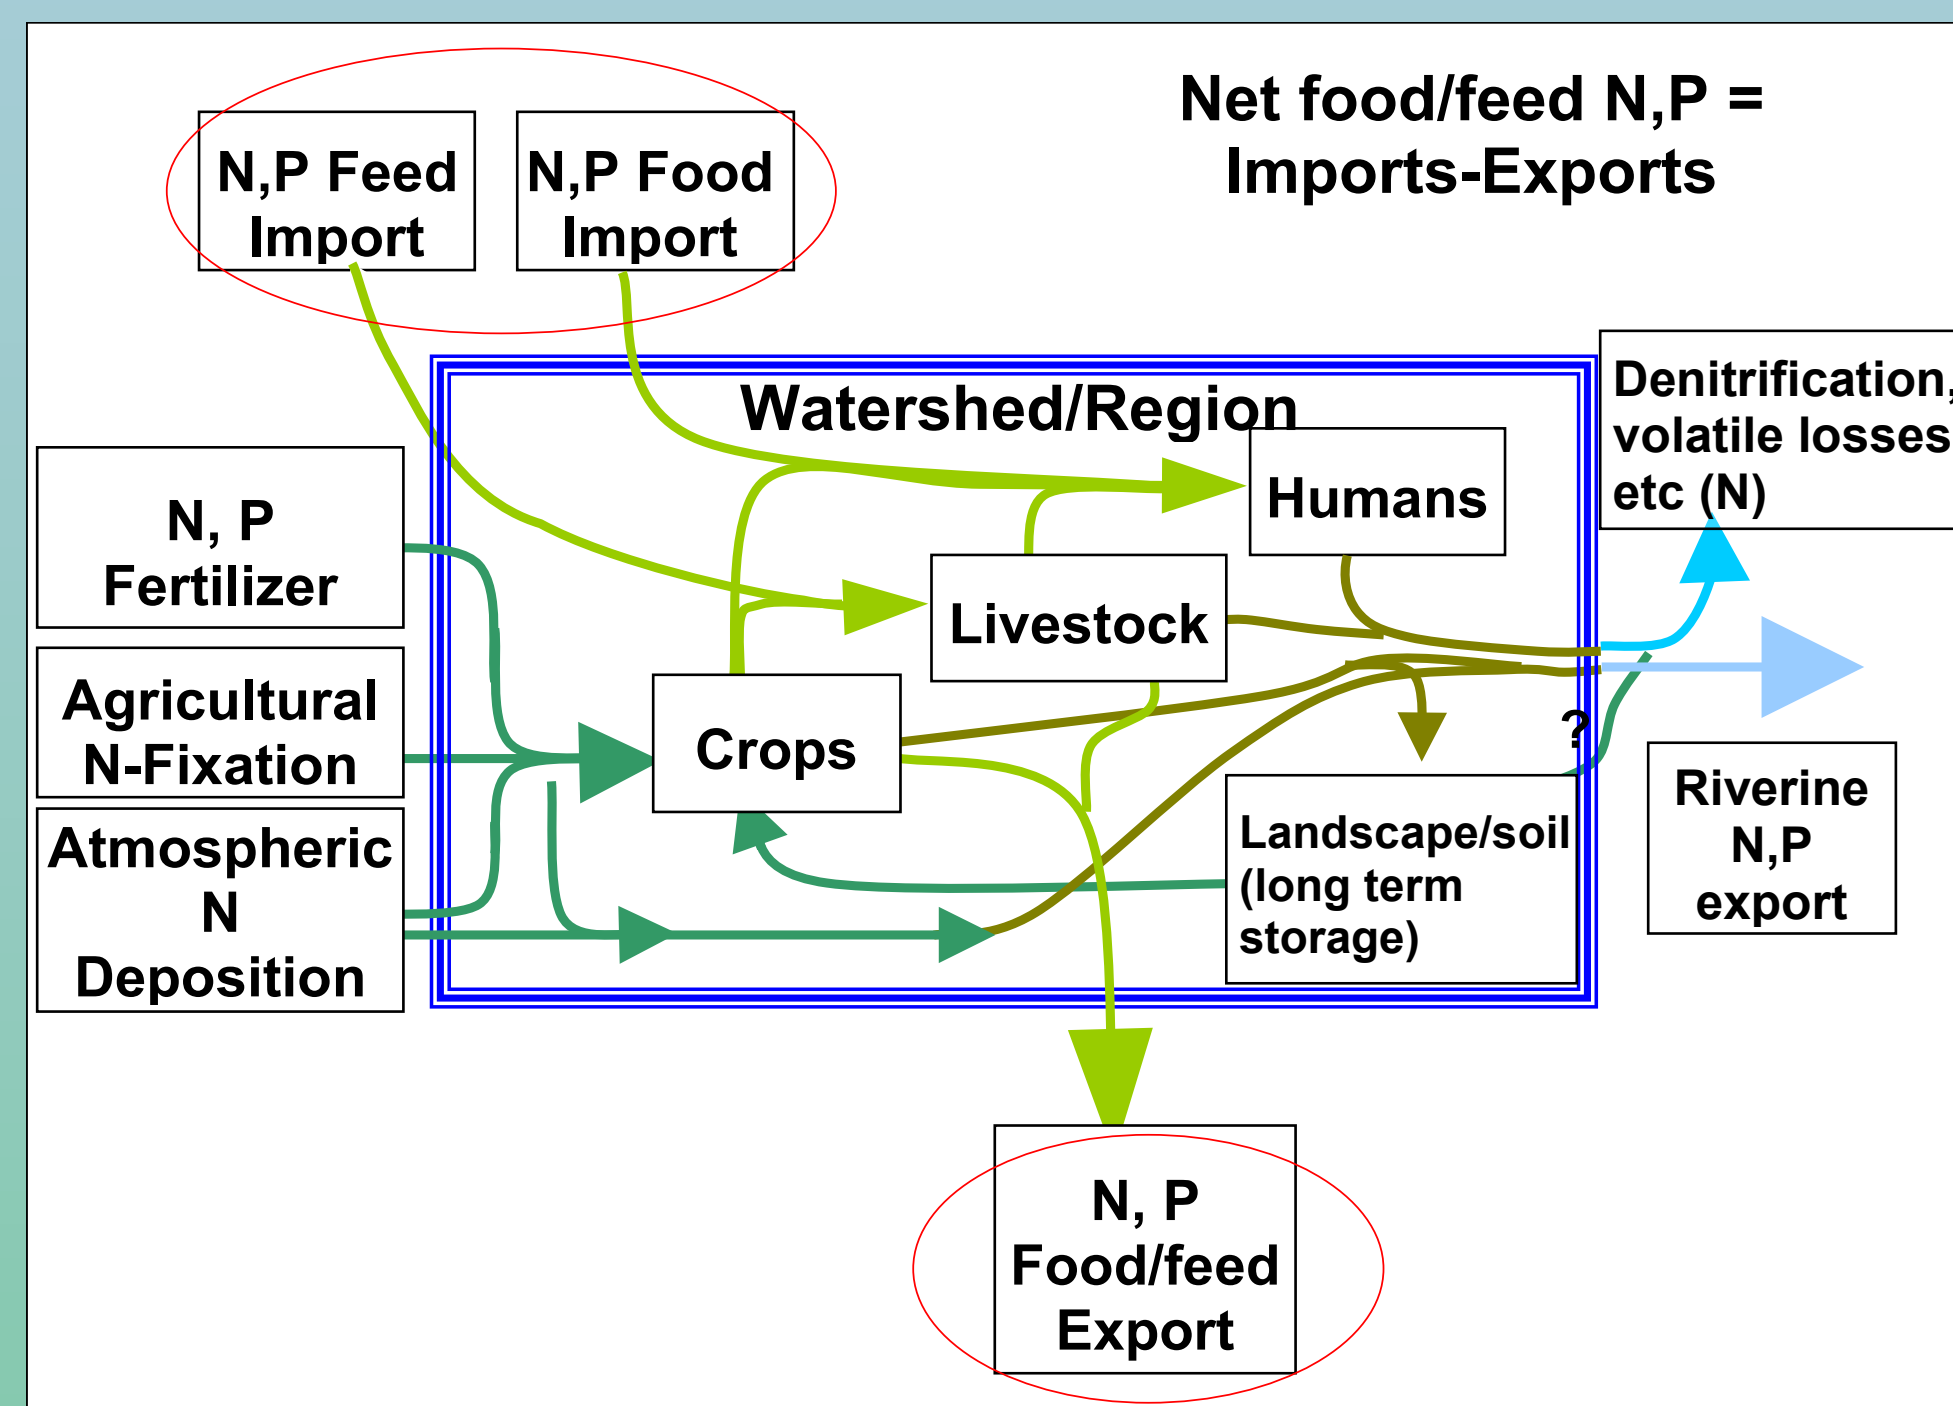 Net food/feed N,P =
Imports-Exports
N,P Feed
Import
N,P Food
Import
Watershed/Region
Denitrification,
volatile losses
etc (N)
Humans
N, P
Fertilizer
Livestock
Agricultural
N-Fixation
Crops
?
Riverine
N,P
export
Landscape/soil
(long term
storage)
Atmospheric
N
Deposition
N, P
Food/feed
Export